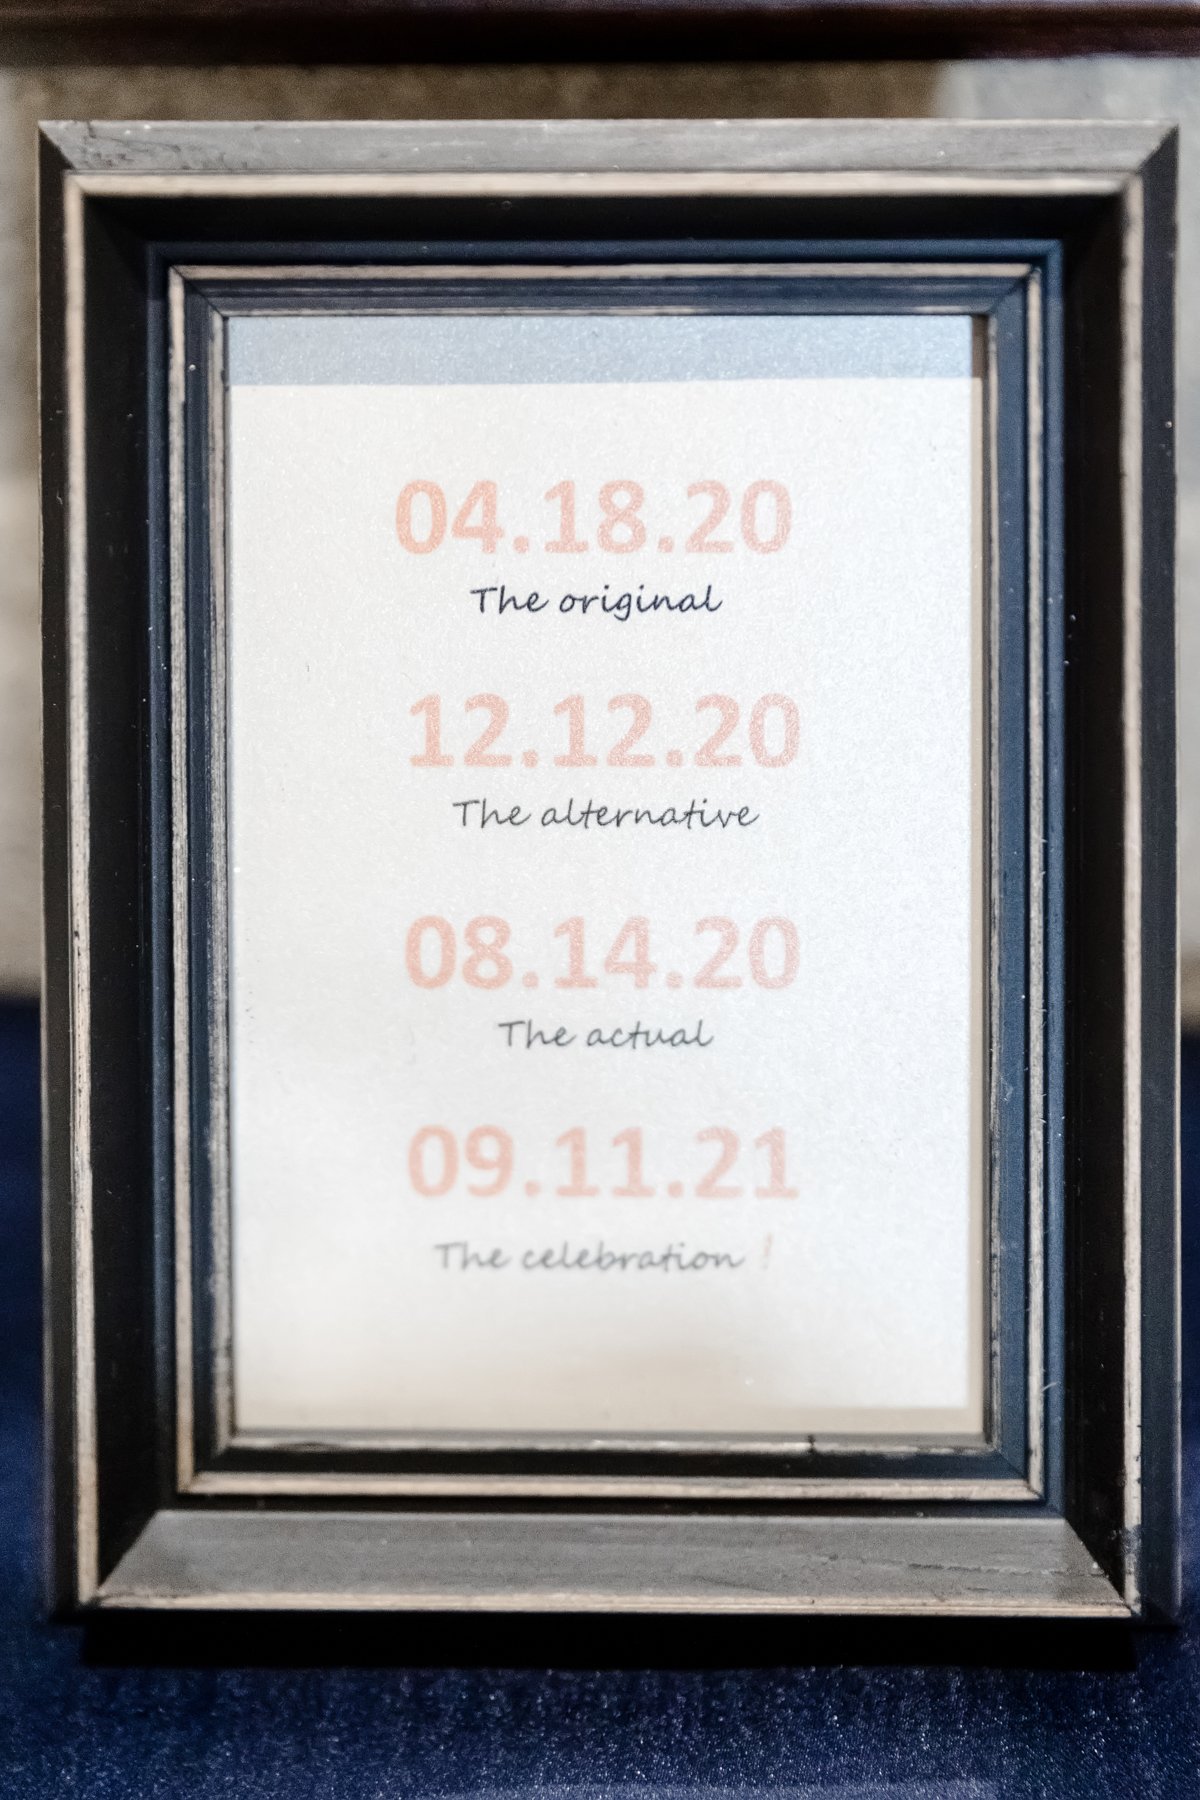 04.18.20
The original
12.12.20
The alternative
08.14.20
The actual
09.11.21
The celebration !